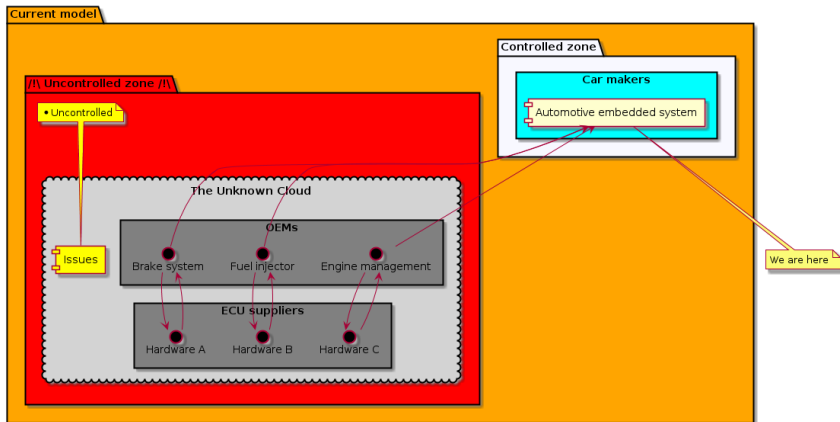 Current model
Controlled zone
Car makers
Automotive embedded system
/!\ Uncontrolled zone /!\
• Uncontrolled
The Unknown Cloud
OEMs
Issues
Brake system
Fuel injector
Engine management
We are here
ECU suppliers
Hardware A
Hardware B
Hardware C